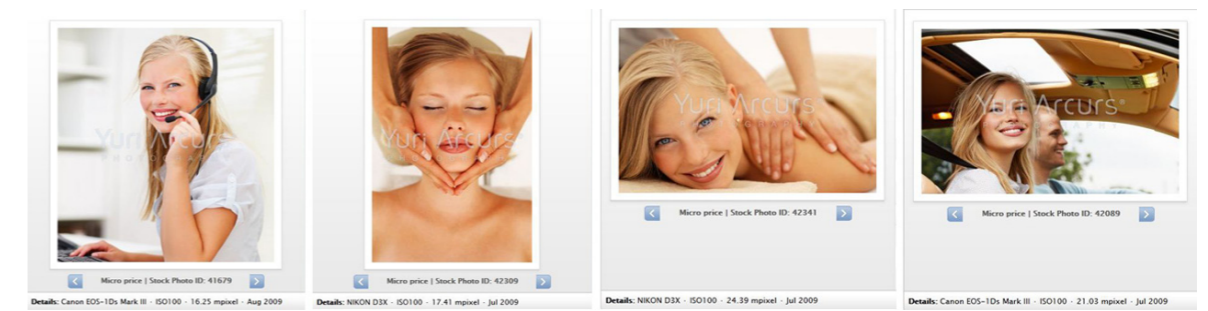 Yuri Arcurs
PHOTOGRAPHY
Micro price | Stock Photo ID: 41679
Details: Canon EOS-1Ds Mark III - ISO100 - 16.25 mpixel - Aug 2009
Yuri Arcurs
PHOTOGRAPHY
Micro price | Stock Photo ID: 42309
Details: NIKON D3X - ISO100 - 17.41 mpixel - Jul 2009
Yuri Arcurs
Micro price | Stock Photo ID: 42341
Details: NIKON D3X - ISO100 - 24.39 mpixel - Jul 2009
Yuri Arcurs
Micro price | Stock Photo ID: 42089
Details: Canon EOS-1Ds Mark III - ISO100 - 21.03 mpixel - Jul 2009